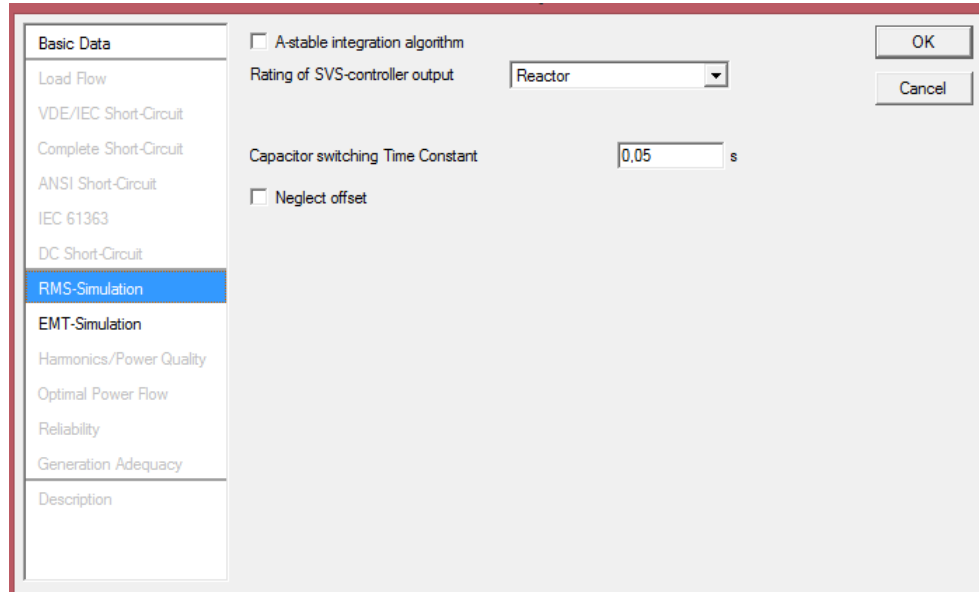 Basic Data
Load Flow
VDE/IEC Short-Circuit
Complete Short-Circuit
ANSI Short-Circuit
IEC 61363
DC Short-Circuit
RMS-Simulation
EMT-Simulation
Harmonics/Power Quality
Optimal Power Flow
Reliability
Generation Adequacy
Description
A-stable integration algorithm
Rating of SVS-controller output Reactor
Capacitor switching Time Constant 0,05 s
Neglect offset
OK
Cancel